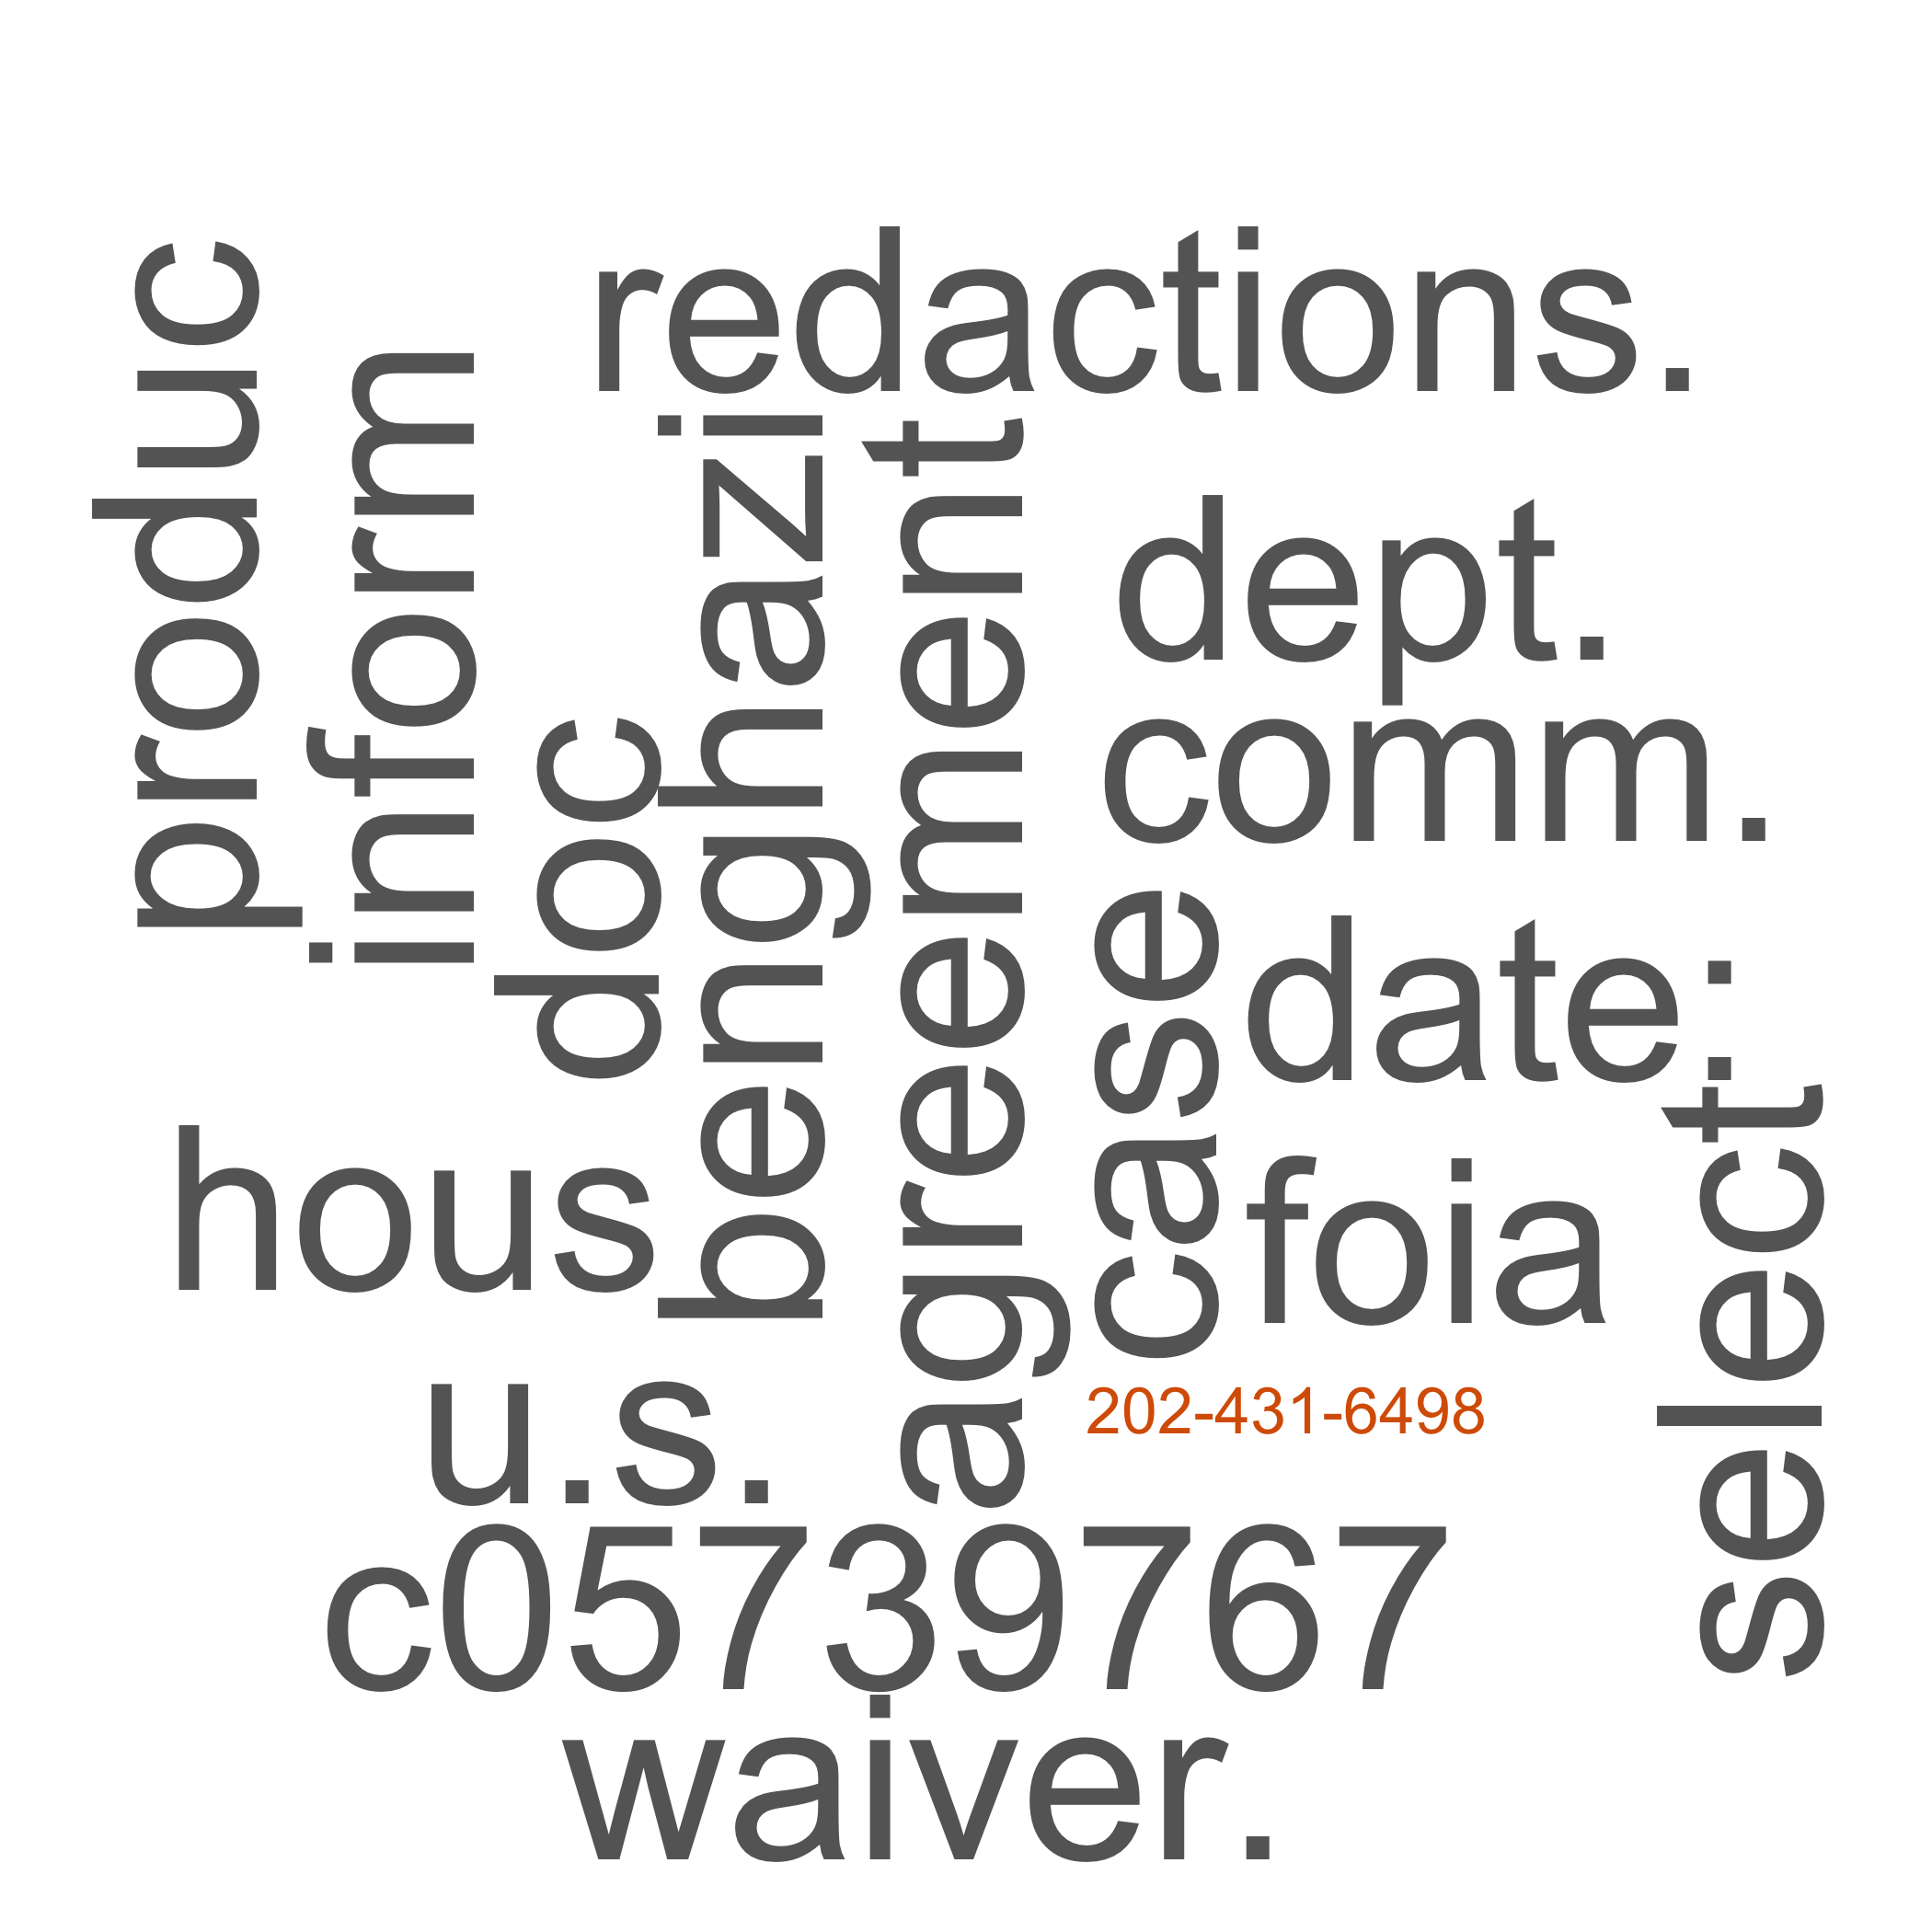 redactions.
produc
inform
benghazi
agreement
dept.
doc
comm.
case
date:
hous
foia
select
u.s.
202-431-6498
c05739767
waiver.